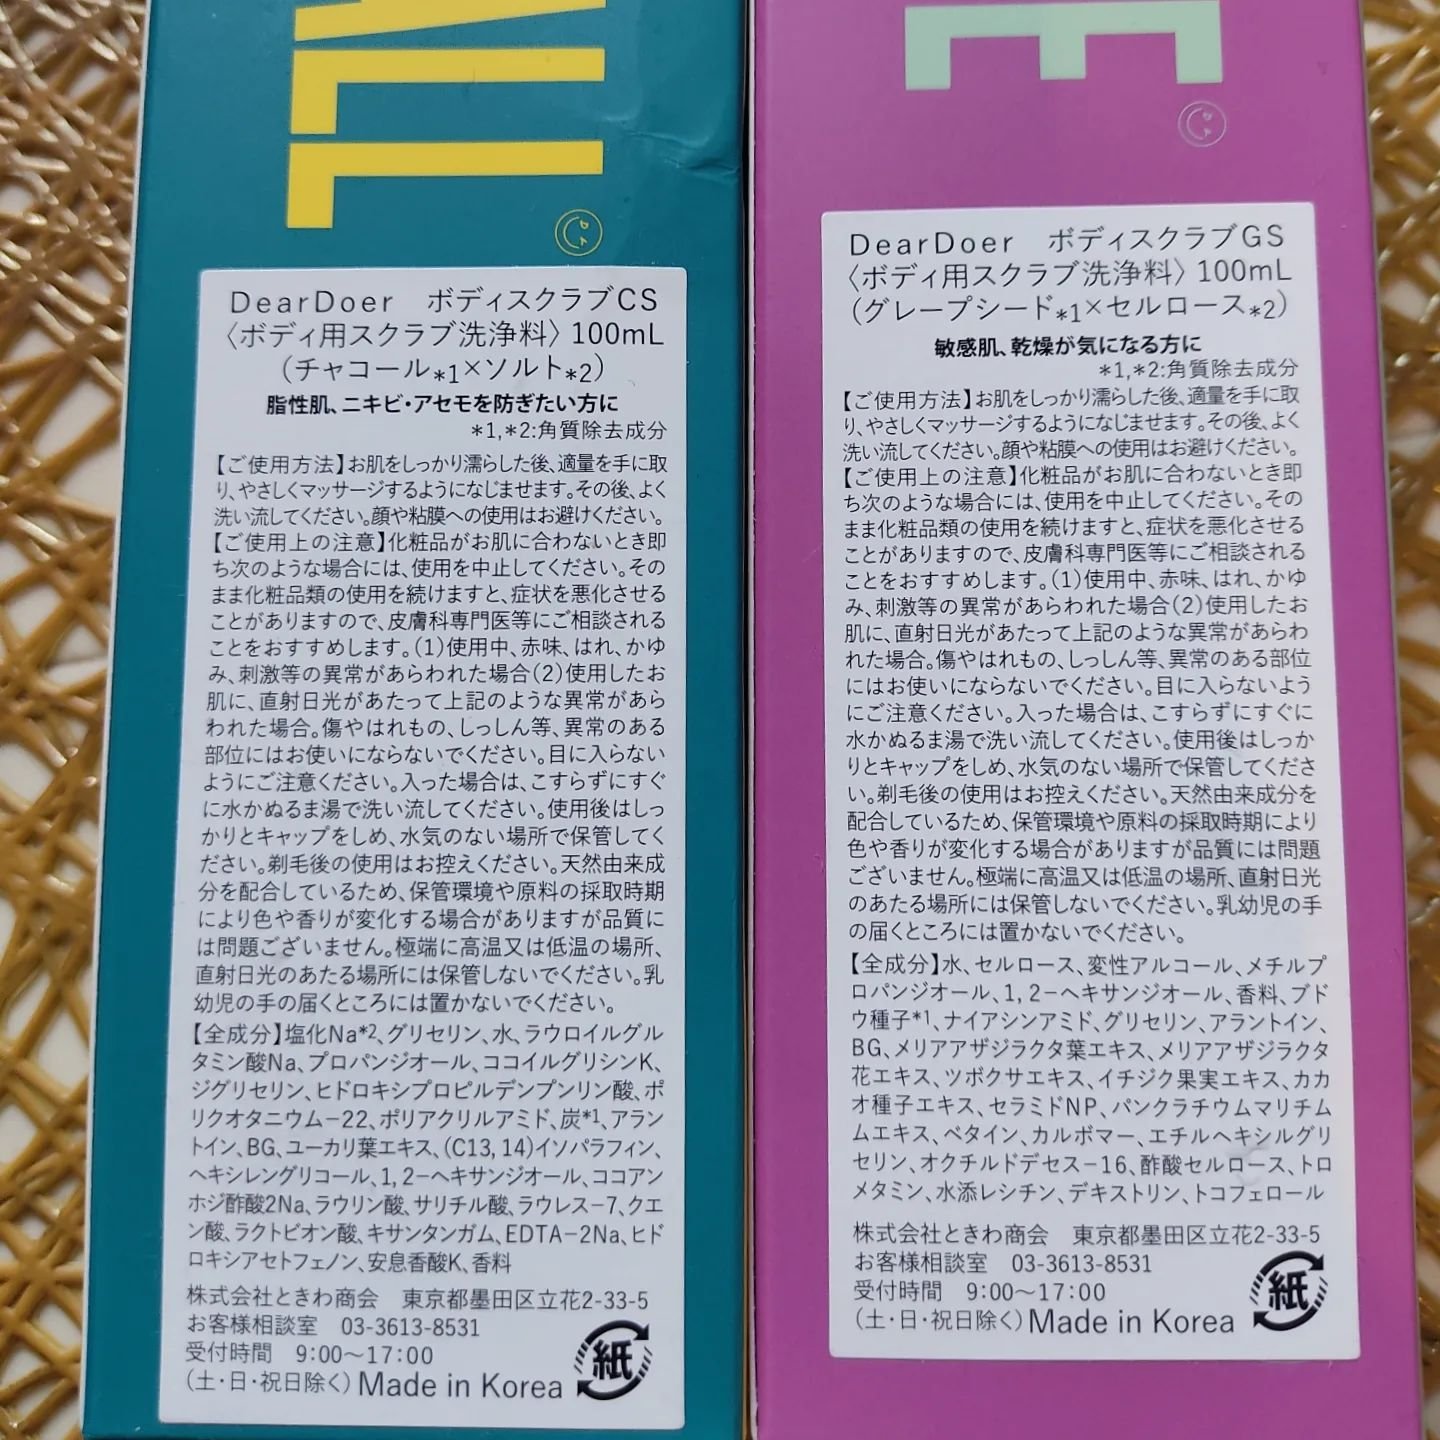 ALL
DearDoer ボディスクラブCS
〈ボディ用スクラブ洗浄料〉100mL
(チャコール*1×ソルト*2)
脂性肌、ニキビ・アセモを防ぎたい方に
*1,*2:角質除去成分
【ご使用方法】お肌をしっかり濡らした後、適量を手に取
り、やさしくマッサージするようになじませます。その後、よく
洗い流してください。顔や粘膜への使用はお避けください。
【ご使用上の注意】化粧品がお肌に合わないとき即
ち次のような場合には、使用を中止してください。その
まま化粧品類の使用を続けますと、症状を悪化させる
ことがありますので、皮膚科専門医等にご相談される
ことをおすすめします。(1)使用中、赤味、はれ、かゆ
み、刺激等の異常があらわれた場合(2)使用したお
肌に、直射日光があたって上記のような異常があら
われた場合。傷やはれもの、しっしん等、異常のある
部位にはお使いにならないでください。目に入らない
ようにご注意ください。入った場合は、こすらずにすぐ
に水かぬるま湯で洗い流してください。使用後はしっ
かりとキャップをしめ、水気のない場所で保管してく
ださい。剃毛後の使用はお控えください。天然由来成
分を配合しているため、保管環境や原料の採取時期
により色や香りが変化する場合がありますが品質に
は問題ございません。極端に高温又は低温の場所、
直射日光のあたる場所には保管しないでください。乳
幼児の手の届くところには置かないでください。
【全成分】塩化Na*2、グリセリン、水、ラウロイルグル
タミン酸Na、プロパンジオール、ココイルグリシンK、
ジグリセリン、ヒドロキシプロピルデンプンリン酸、ポ
リクオタニウム-22、ポリアクリルアミド、炭*1、アラン
トイン、BG、ユーカリ葉エキス、(C13,14)イソパラフィン、
ヘキシレングリコール、1,2-ヘキサンジオール、ココアン
ホジ酢酸2Na、ラウリン酸、サリチル酸、ラウレス-7、クエ
ン酸、ラクトビオン酸、キサンタンガム、EDTA-2Na、ヒド
ロキシアセトフェノン、安息香酸K、香料
株式会社ときわ商会 東京都墨田区立花2-33-5
お客様相談室 03-3613-8531
受付時間 9:00～17:00
(土・日・祝日除く) Made in Korea
紙
E
DearDoer ボディスクラブGS
〈ボディ用スクラブ洗浄料〉100mL
(グレープシード*1×セルロース*2)
敏感肌、乾燥が気になる方に
*1,*2:角質除去成分
【ご使用方法】お肌をしっかり濡らした後、適量を手に取
り、やさしくマッサージするようになじませます。その後、よく
洗い流してください。顔や粘膜への使用はお避けください。
【ご使用上の注意】化粧品がお肌に合わないとき即
ち次のような場合には、使用を中止してください。その
まま化粧品類の使用を続けますと、症状を悪化させる
ことがありますので、皮膚科専門医等にご相談される
ことをおすすめします。(1)使用中、赤味、はれ、かゆ
み、刺激等の異常があらわれた場合(2)使用したお
肌に、直射日光があたって上記のような異常があらわ
れた場合。傷やはれもの、しっしん等、異常のある部位
にはお使いにならないでください。目に入らないよう
にご注意ください。入った場合は、こすらずにすぐに
水かぬるま湯で洗い流してください。使用後はしっか
りとキャップをしめ、水気のない場所で保管してくださ
い。剃毛後の使用はお控えください。天然由来成分を
配合しているため、保管環境や原料の採取時期により
色や香りが変化する場合がありますが品質には問題
ございません。極端に高温又は低温の場所、直射日光
のあたる場所には保管しないでください。乳幼児の手
の届くところには置かないでください。
【全成分】水、セルロース、変性アルコール、メチルプ
ロパンジオール、1,2-ヘキサンジオール、香料、ブド
ウ種子*1、ナイアシンアミド、グリセリン、アラントイン、
BG、メリアアザジラクタ葉エキス、メリアアザジラクタ
花エキス、ツボクサエキス、イチジク果実エキス、カカ
オ種子エキス、セラミドNP、パンクラチウムマリチム
ムエキス、ベタイン、カルボマー、エチルヘキシルグリ
セリン、オクチルドデセス-16、酢酸セルロース、トロ
メタミン、水添レシチン、デキストリン、トコフェロール
株式会社ときわ商会 東京都墨田区立花2-33-5
お客様相談室 03-3613-8531
受付時間 9:00～17:00
(土・日・祝日除く) Made in Korea
紙